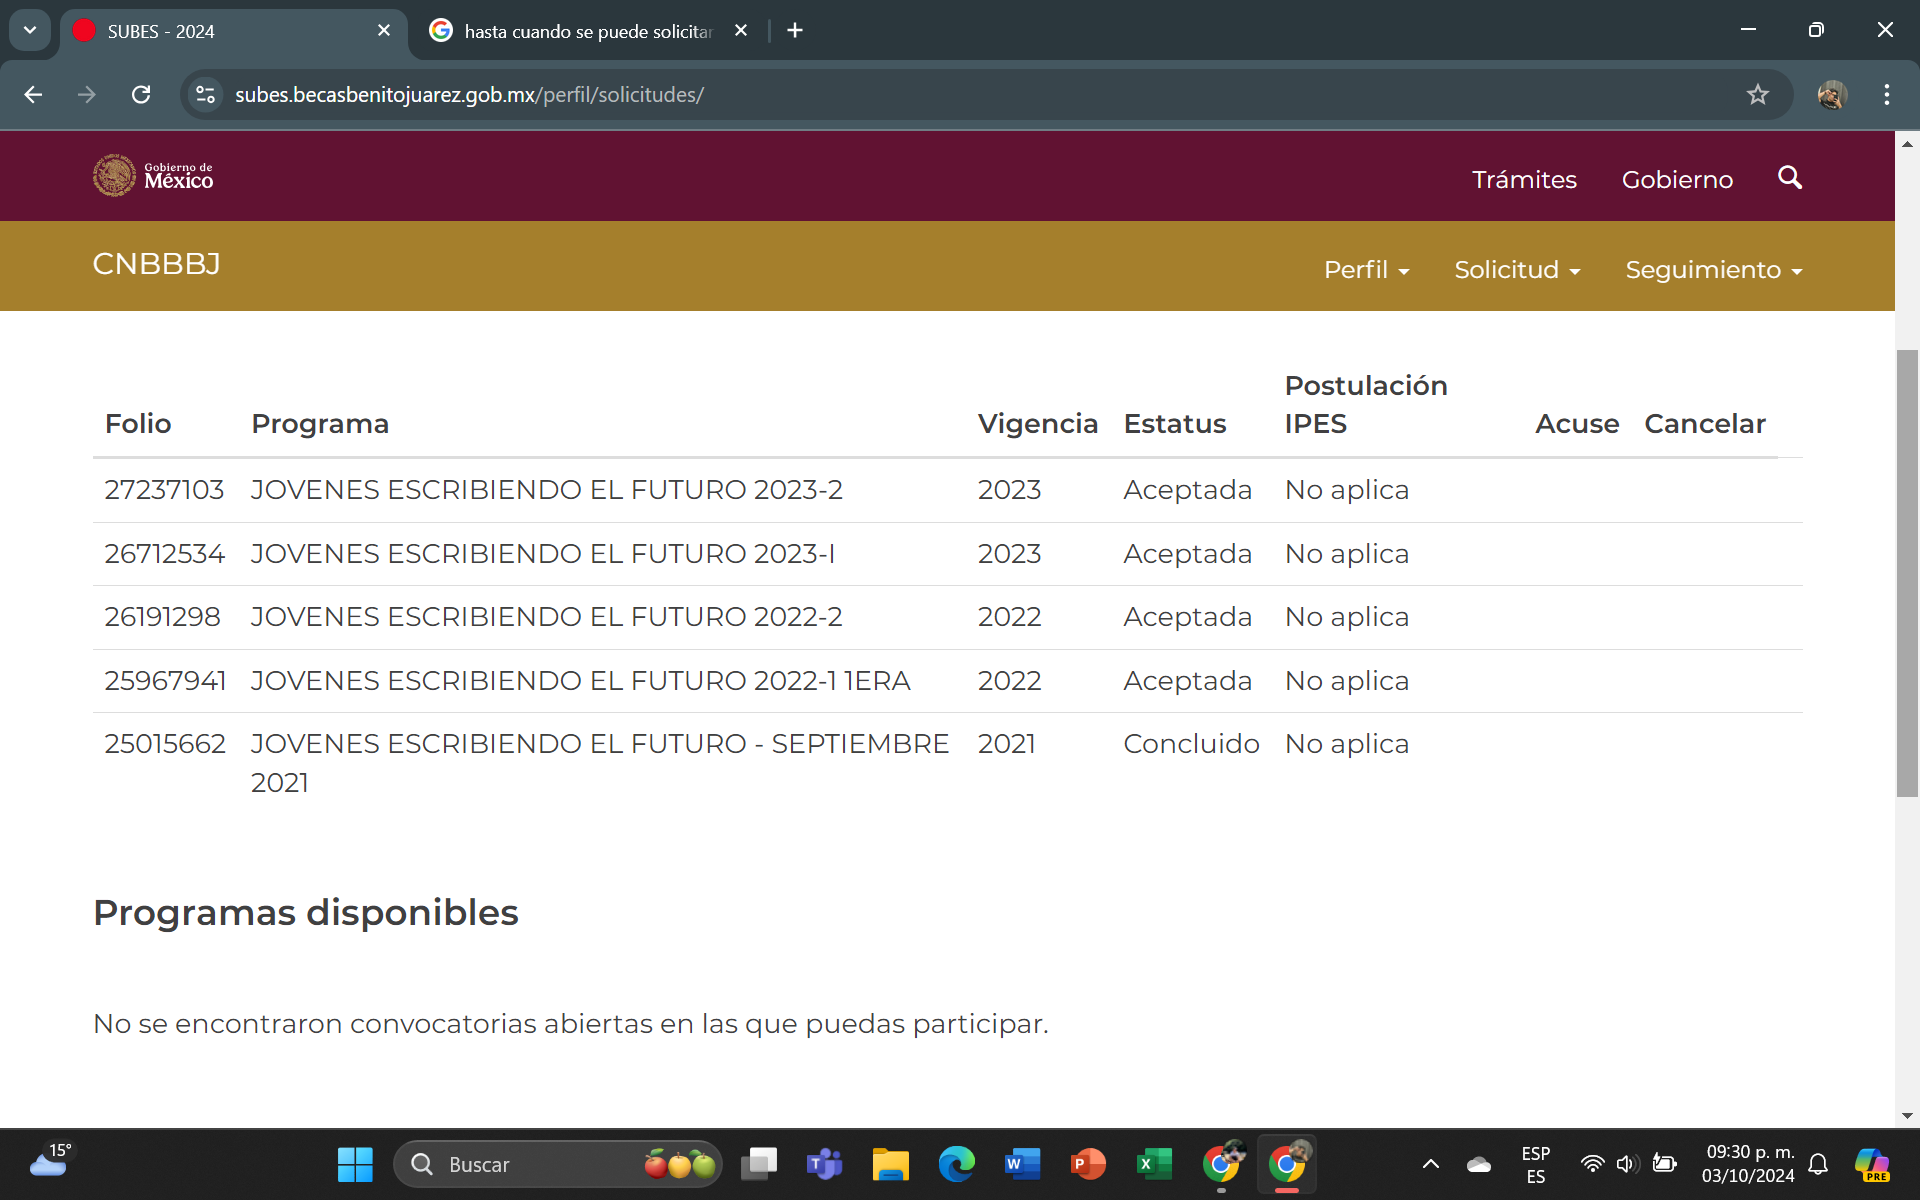 SUBES - 2024
hasta cuando se puede solicitar
subes.becasbenitojuarez.gob.mx/perfil/solicitudes/
Gobierno de
México
Trámites Gobierno
CNBBBJ
Perfil Solicitud Seguimiento
Folio Programa Vigencia Estatus Postulación IPES Acuse Cancelar
27237103 JOVENES ESCRIBIENDO EL FUTURO 2023-2 2023 Aceptada No aplica
26712534 JOVENES ESCRIBIENDO EL FUTURO 2023-I 2023 Aceptada No aplica
26191298 JOVENES ESCRIBIENDO EL FUTURO 2022-2 2022 Aceptada No aplica
25967941 JOVENES ESCRIBIENDO EL FUTURO 2022-1 1ERA 2022 Aceptada No aplica
25015662 JOVENES ESCRIBIENDO EL FUTURO - SEPTIEMBRE 2021 2021 Concluido No aplica
Programas disponibles
No se encontraron convocatorias abiertas en las que puedas participar.
15°
Buscar
ESP
ES
09:30 p. m.
03/10/2024
PRE